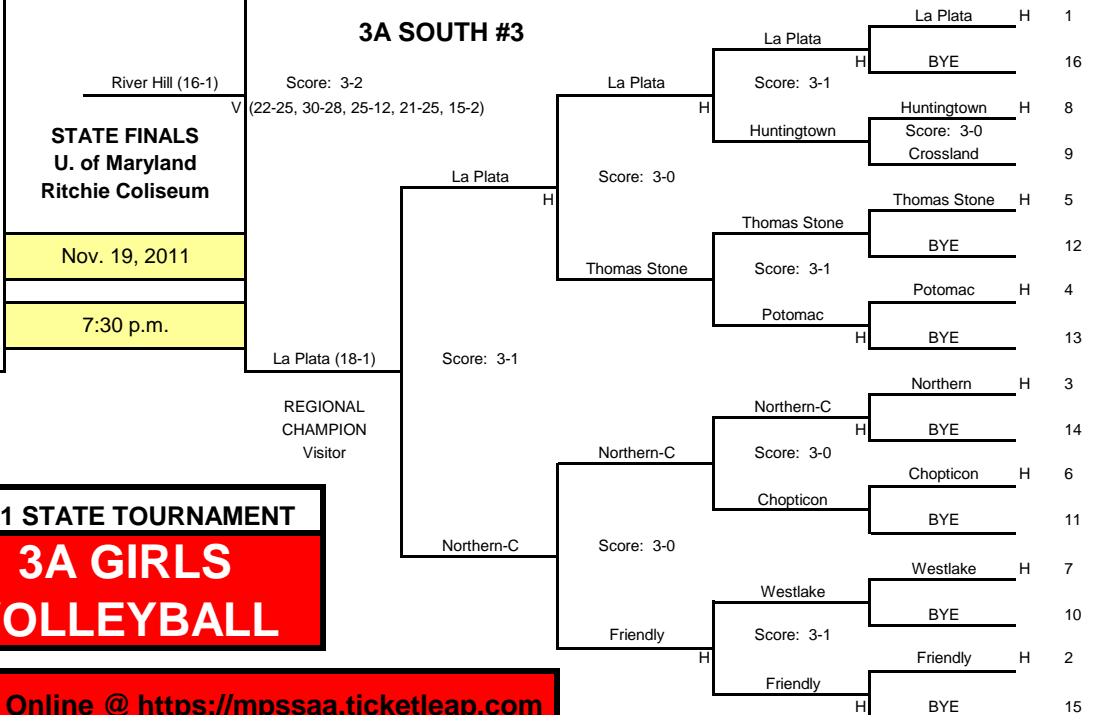 3A SOUTH #3
River Hill (16-1)
V
Score: 3-2
(22-25, 30-28, 25-12, 21-25, 15-2)
STATE FINALS
U. of Maryland
Ritchie Coliseum
Nov. 19, 2011
7:30 p.m.
La Plata (18-1)
REGIONAL
CHAMPION
Visitor
La Plata
H
Score: 3-1
Northern-C
La Plata
H
Score: 3-0
Thomas Stone
Northern-C
Score: 3-0
Friendly
H
La Plata
H
Score: 3-1
Huntingtown
Thomas Stone
Score: 3-1
Potomac
H
Northern-C
H
Score: 3-0
Chopticon
Westlake
Score: 3-1
Friendly
H
La Plata H 1
BYE 16
Huntingtown H 8
Score: 3-0
Crossland 9
Thomas Stone H 5
BYE 12
Potomac H 4
BYE 13
Northern H 3
BYE 14
Chopticon H 6
BYE 11
Westlake H 7
BYE 10
Friendly H 2
BYE 15
1 STATE TOURNAMENT
3A GIRLS
OLLEYBALL
Online @ https://mpssaa.ticketleap.com